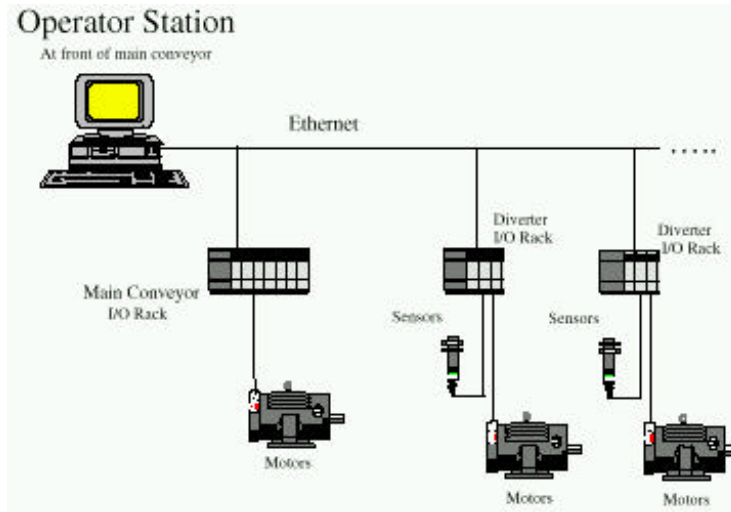 Operator Station
At front of main conveyor
Ethernet
.....
Diverter
I/O Rack
Diverter
I/O Rack
Main Conveyor
I/O Rack
Sensors
Sensors
Motors
Motors
Motors